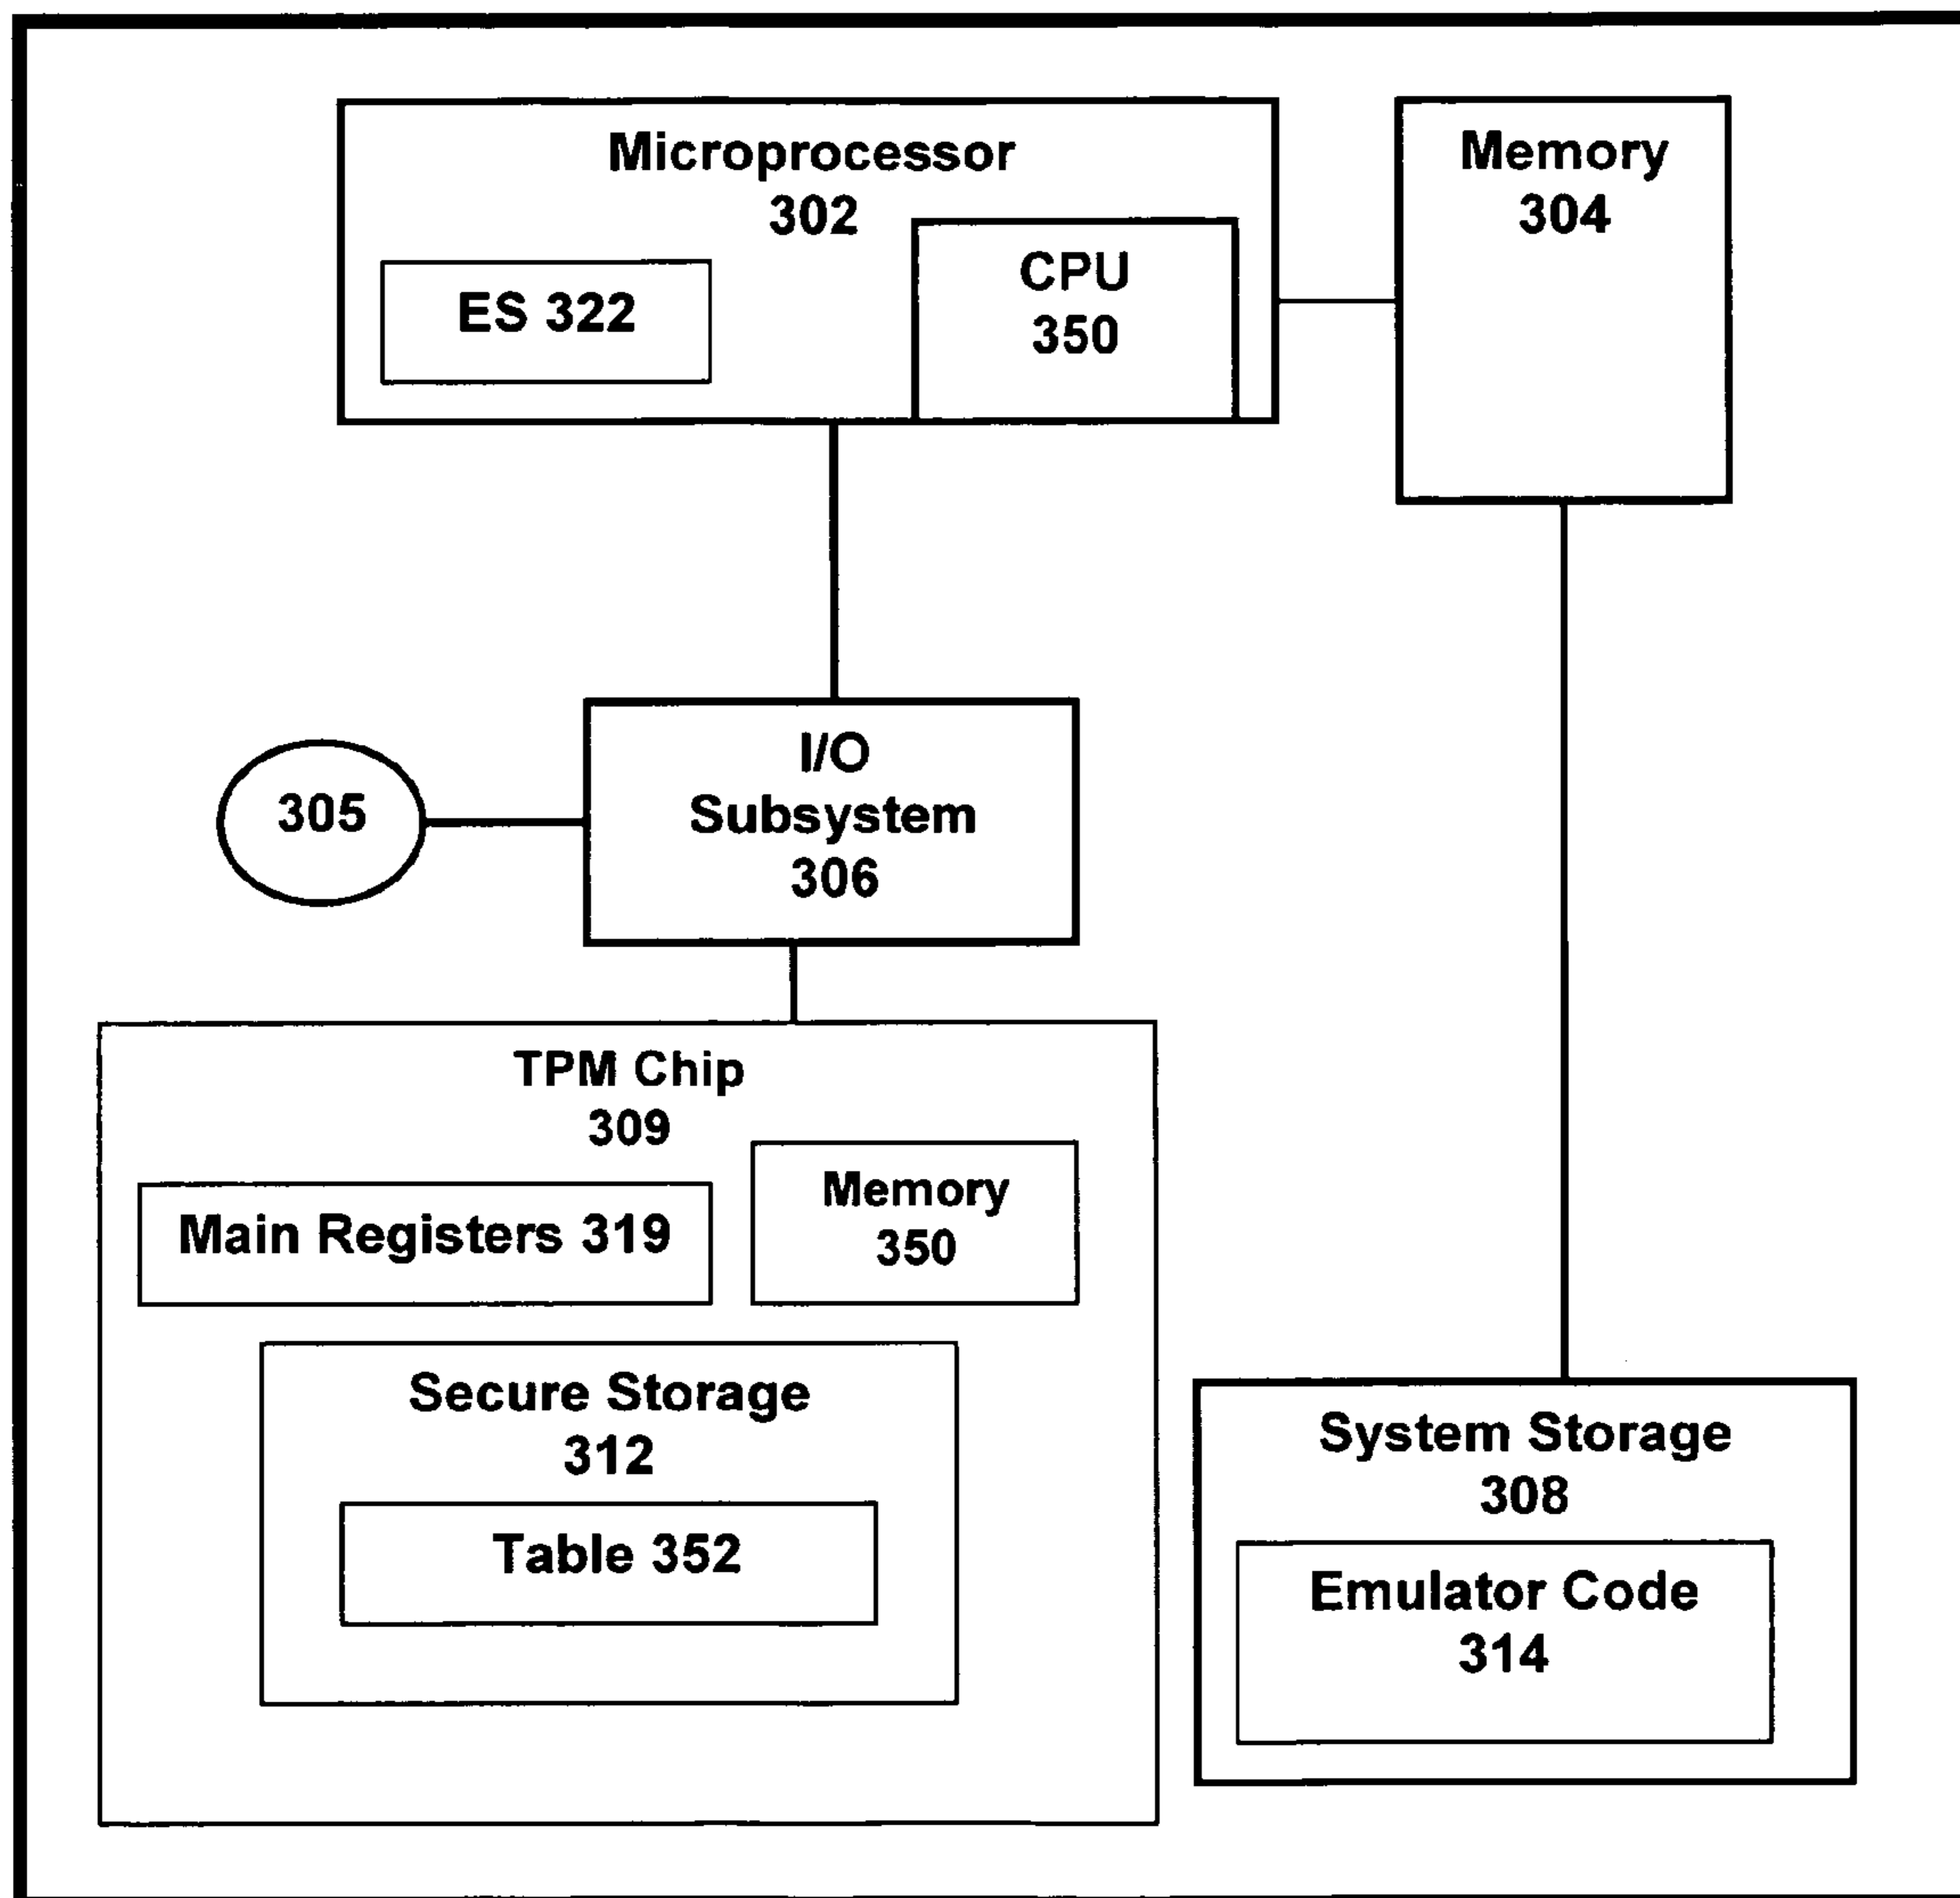 Microprocessor
302
ES 322
CPU
350
Memory
304
305
I/O
Subsystem
306
TPM Chip
309
Main Registers 319
Memory
350
Secure Storage
312
Table 352
System Storage
308
Emulator Code
314